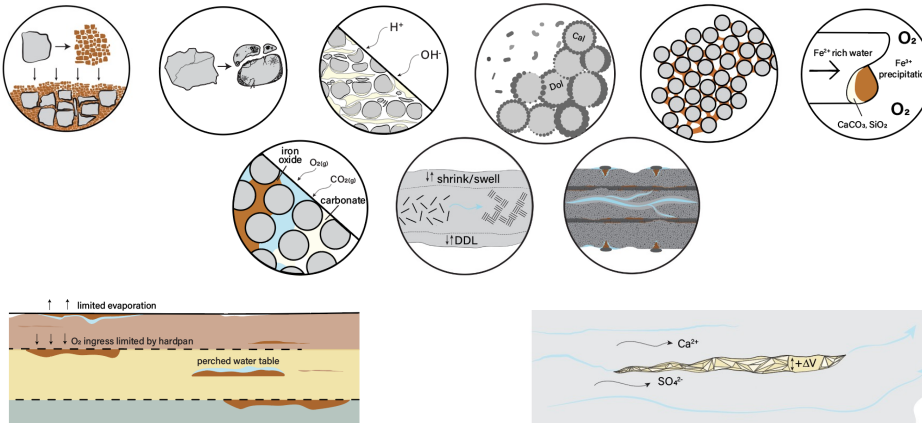 H⁺
OH⁻
Cal
Dol
O₂
Fe²⁺ rich water
Fe³⁺
precipitatio
O₂
CaCO₃, SiO₂
iron
oxide
O₂(g)
CO₂(g)
carbonate
↓↑ shrink/swell
↓↑ DDL
↑ ↑ limited evaporation
↓ ↓ ↓ O₂ ingress limited by hardpan
perched water table
Ca²⁺
+ΔV
SO₄²⁻